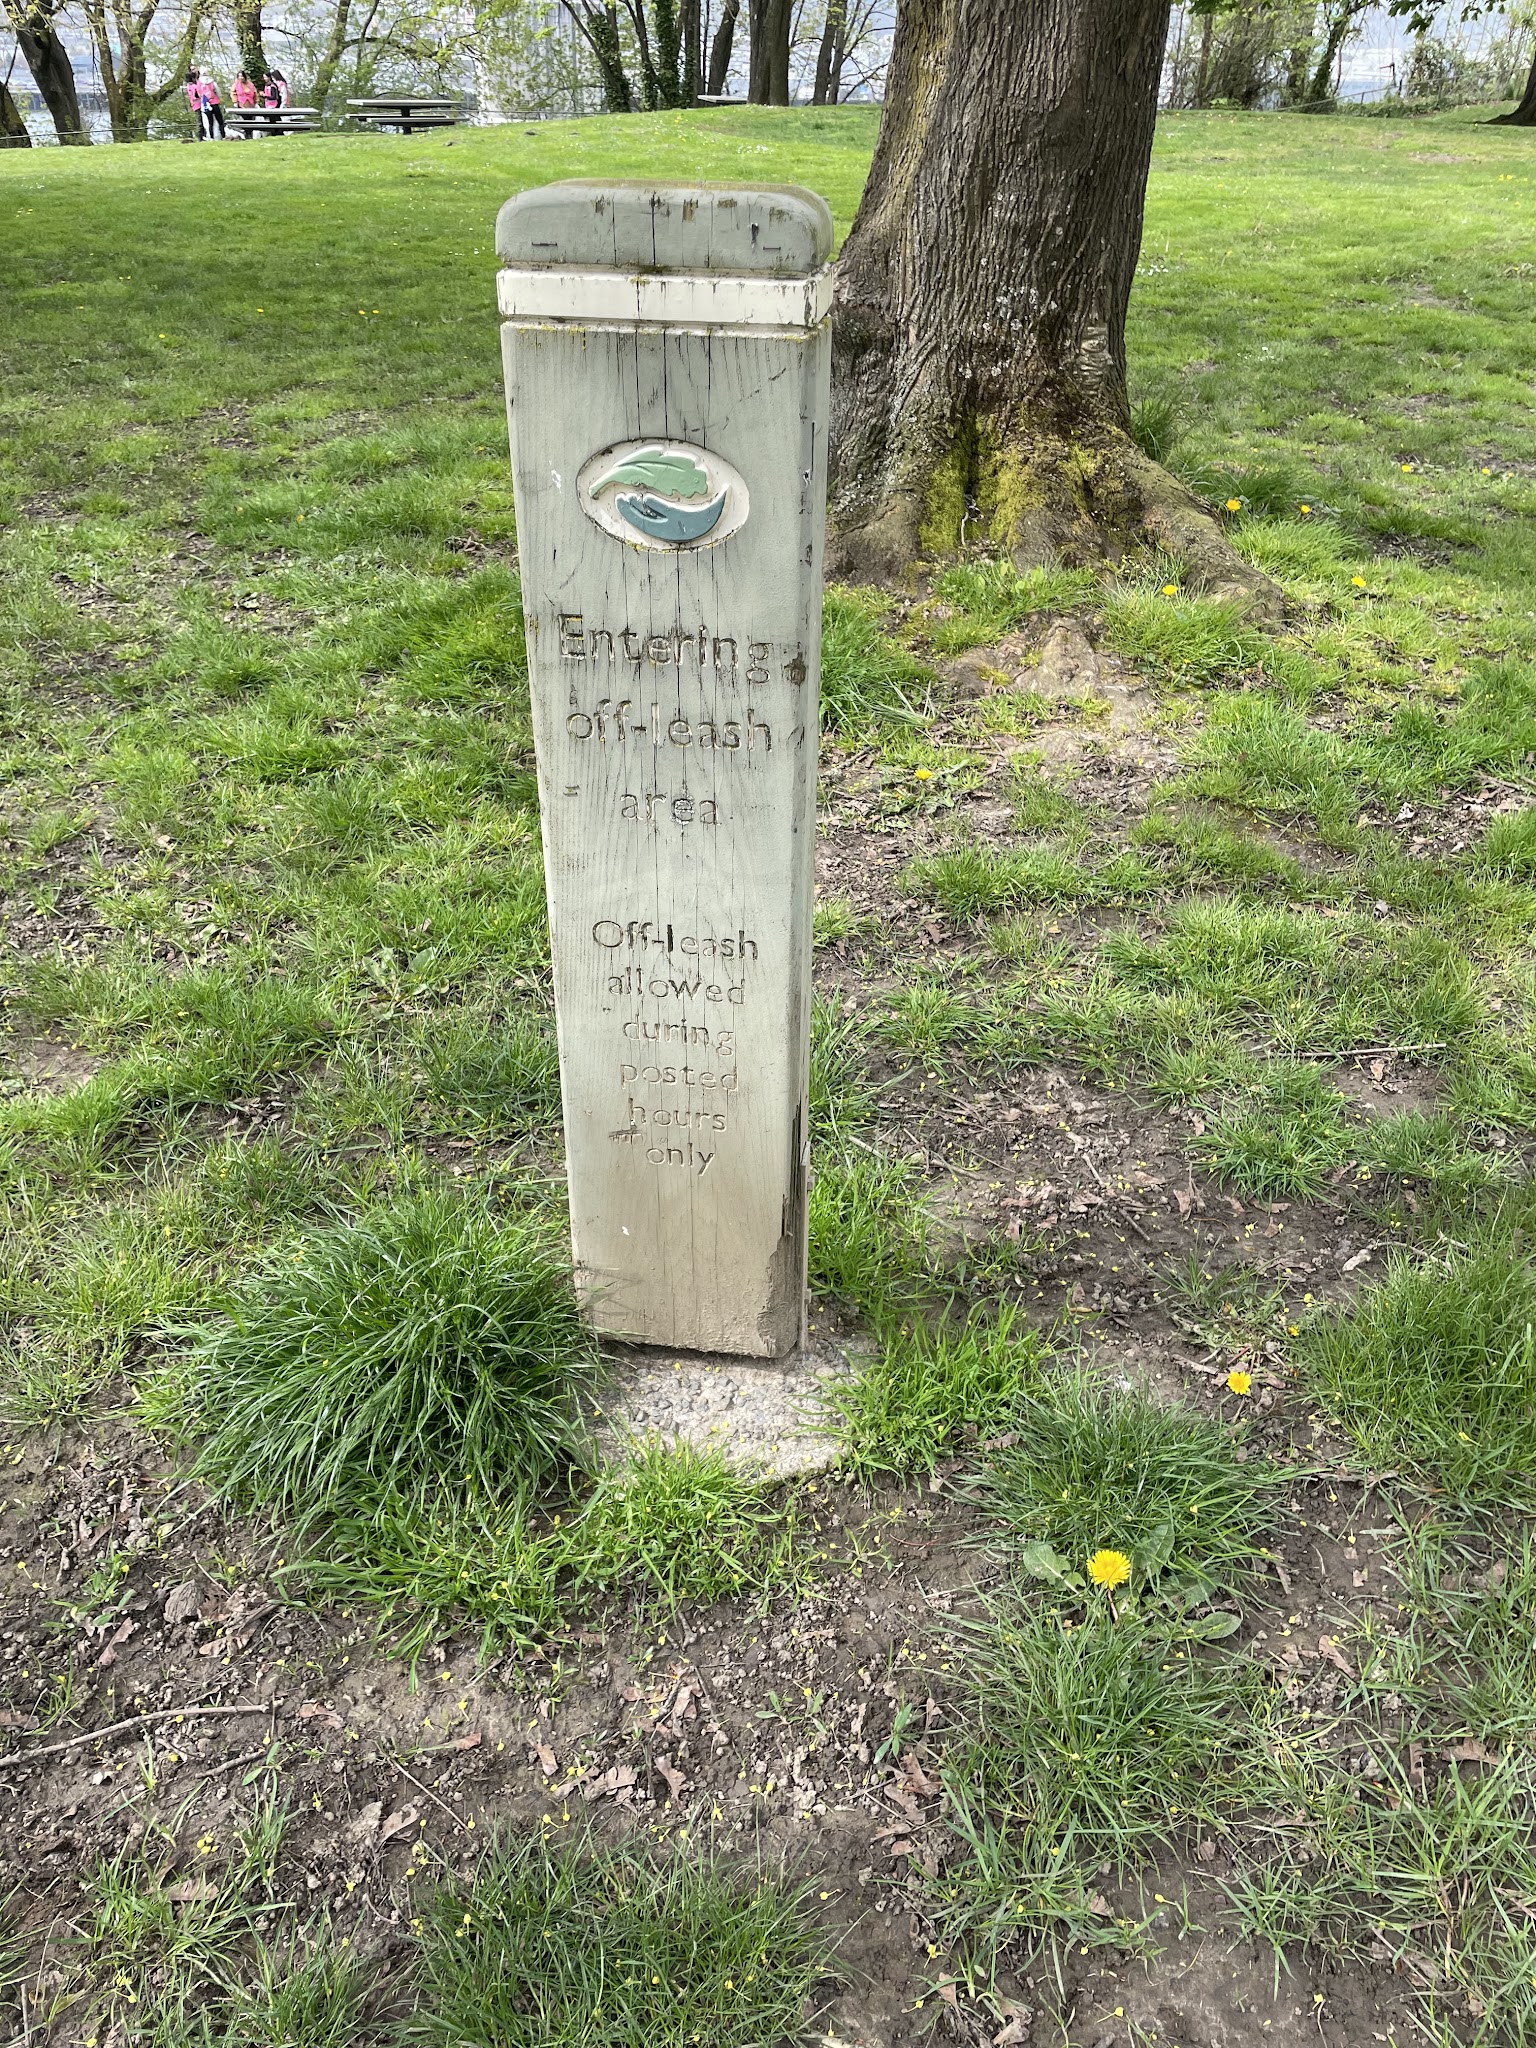 Entering
off-leash
area
Off-leash
allowed
during
posted
hours
only